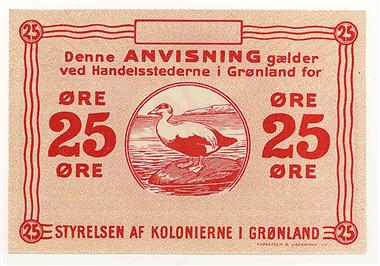 25 25
Denne ANVISNING gælder
ved Handelsstederne i Grønland for
ØRE ØRE
25 25
ØRE ØRE
25 STYRELSEN AF KOLONIERNE I GRØNLAND 25